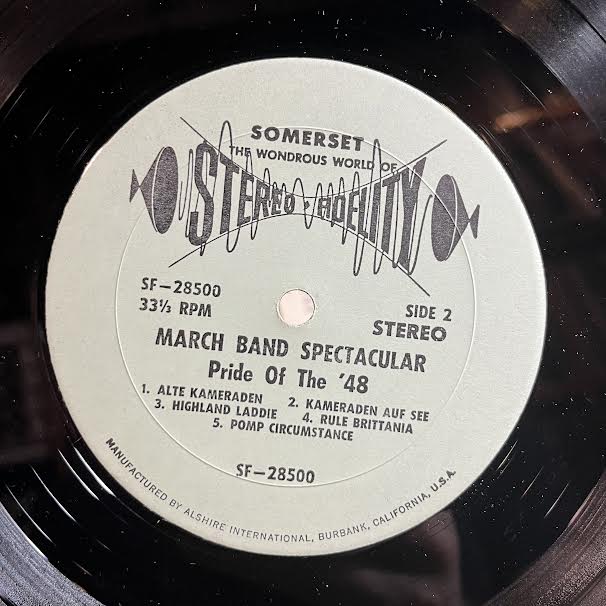 SOMERSET
THE WONDROUS WORLD OF
STEREO • FIDELITY
SF-28500
33⅓ RPM
SIDE 2
STEREO
MARCH BAND SPECTACULAR
Pride Of The '48
1. ALTE KAMERADEN 2. KAMERADEN AUF SEE
3. HIGHLAND LADDIE 4. RULE BRITTANIA
5. POMP CIRCUMSTANCE
SF-28500
MANUFACTURED BY ALSHIRE INTERNATIONAL, BURBANK, CALIFORNIA, U.S.A.